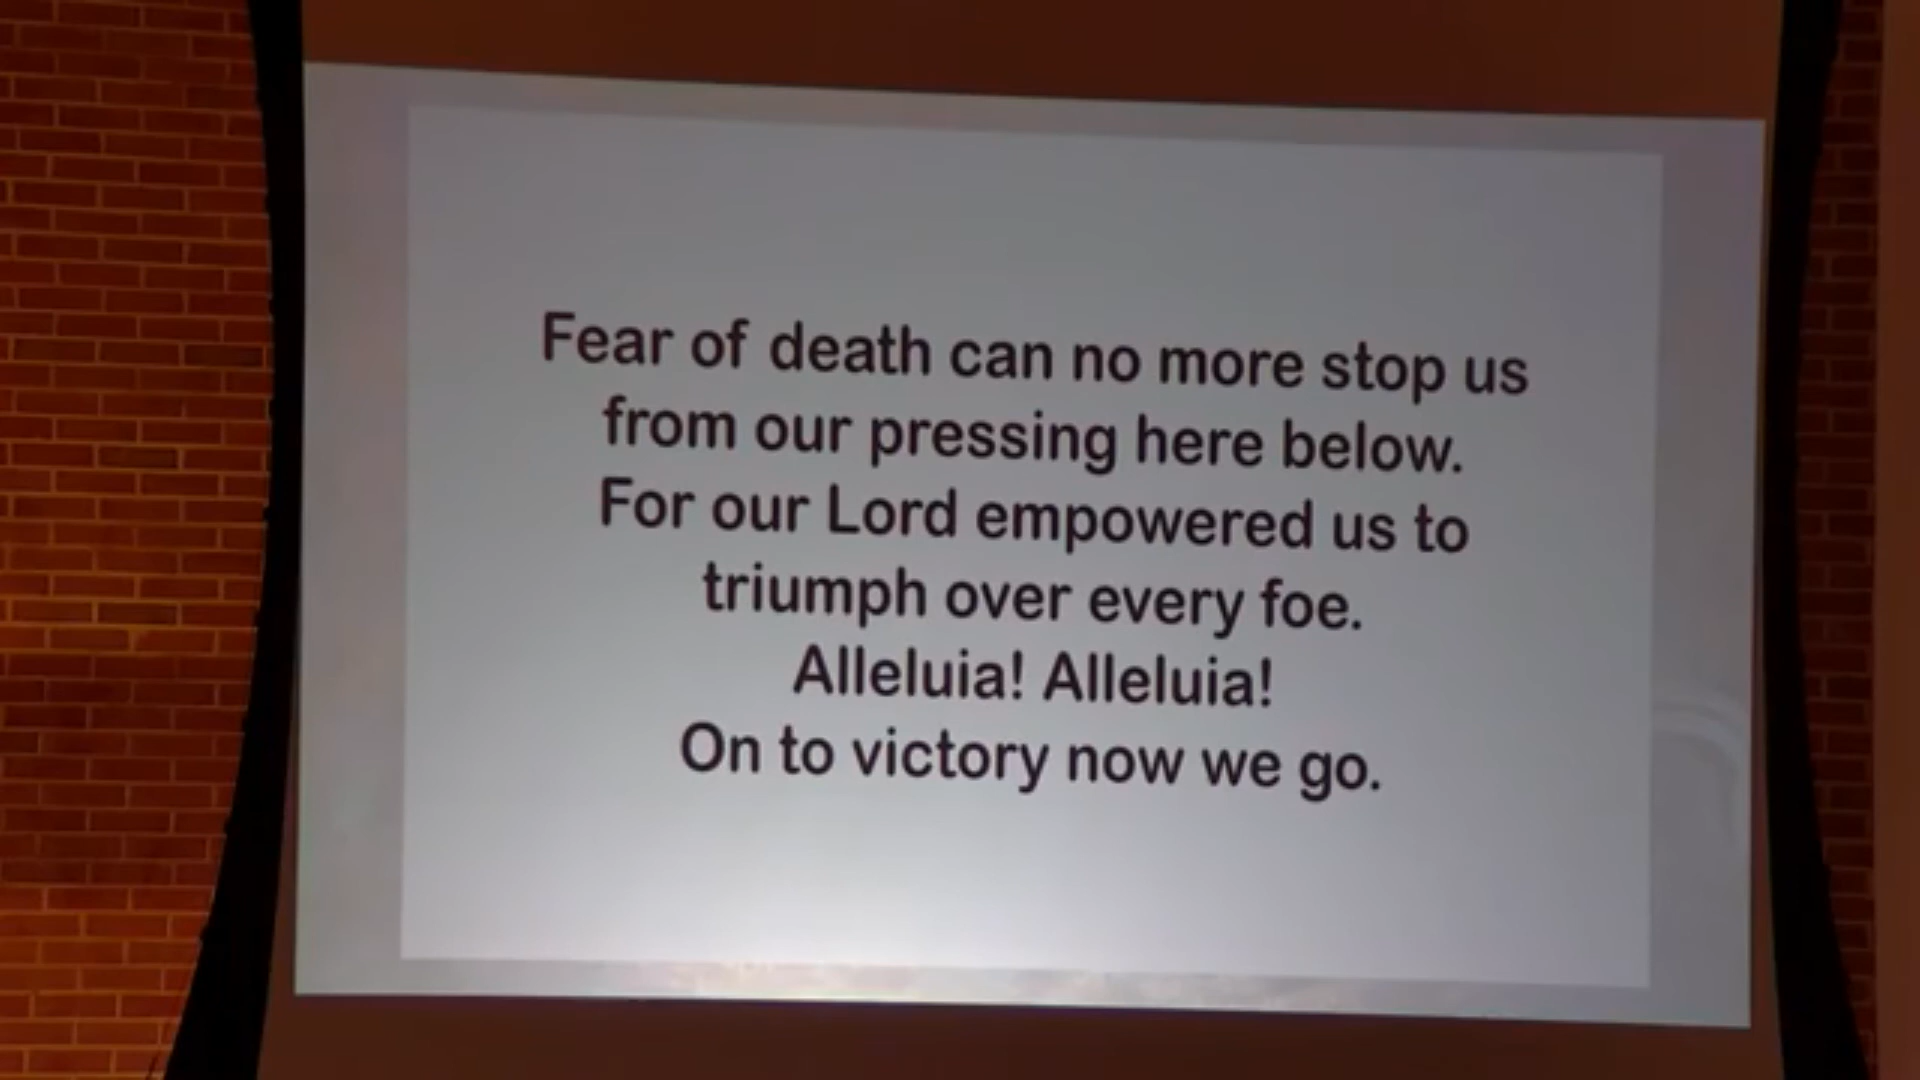 Fear of death can no more stop us
from our pressing here below.
For our Lord empowered us to
triumph over every foe.
Alleluia! Alleluia!
On to victory now we go.